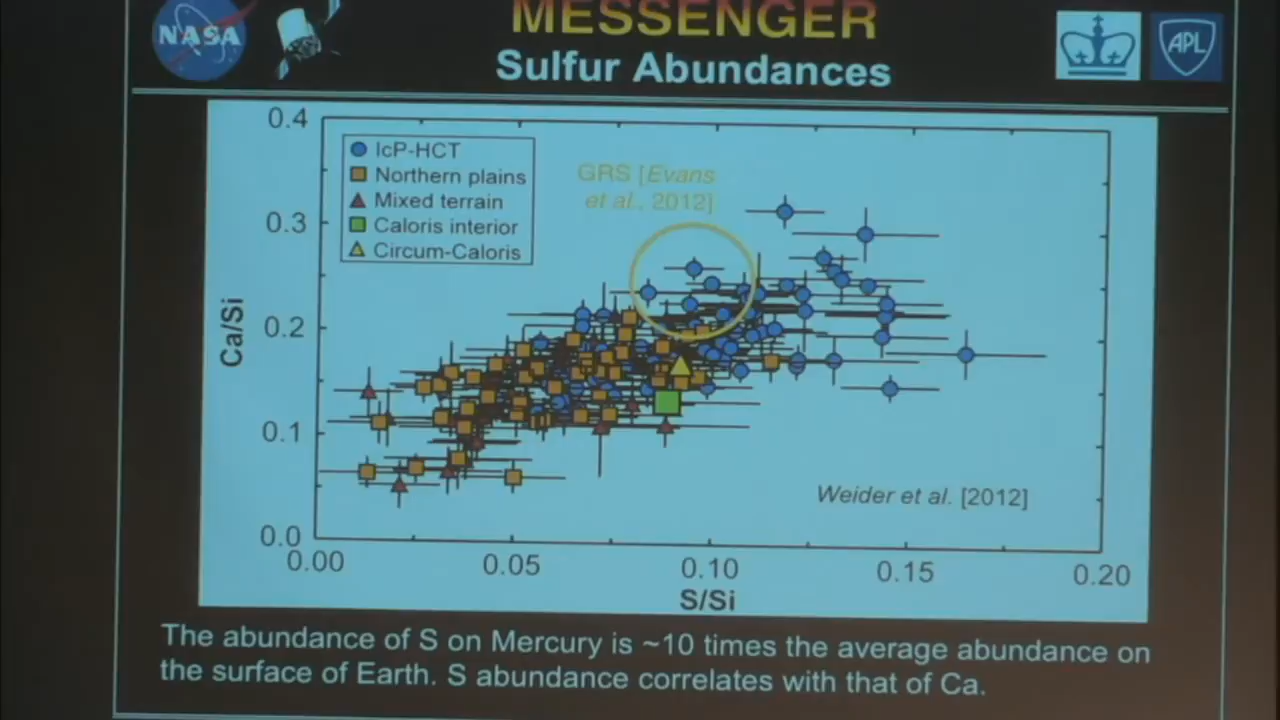 NASA
MESSENGER
Sulfur Abundances
APL
0.4
IcP-HCT
Northern plains
Mixed terrain
Caloris interior
Circum-Caloris
GRS [Evans
et al., 2012]
0.3
Ca/Si
0.2
0.1
Weider et al. [2012]
0.0
0.00 0.05 0.10 0.15 0.20
S/Si
The abundance of S on Mercury is ~10 times the average abundance on
the surface of Earth. S abundance correlates with that of Ca.